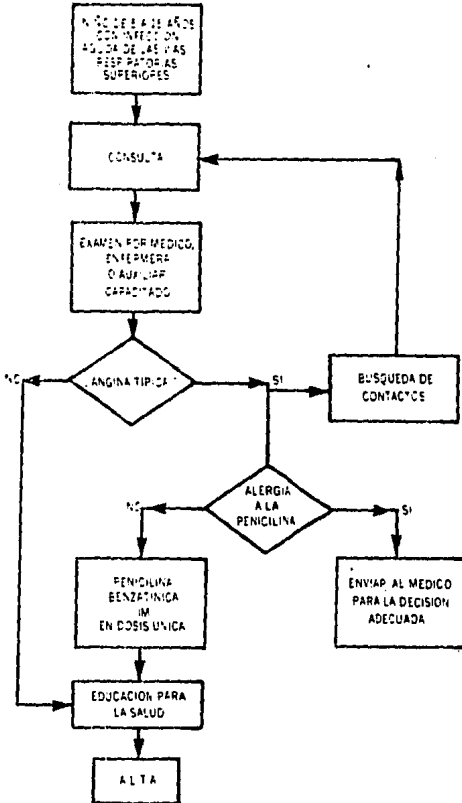 NIÑO DE 5 A 15 AÑOS
CON INFECCION
AGUDA DE LAS VIAS
RESPIRATORIAS
SUPERIORES
CONSULTA
EXAMEN POR MEDICO,
ENFERMERA
O AUXILIAR
CAPACITADO
NO
¿ANGINA TIPICA?
SI
BUSQUEDA DE
CONTACTOS
ALERGIA
A LA
PENICILINA
NO
SI
PENICILINA
BENZATINICA
IM
EN DOSIS UNICA
ENVIAR AL MEDICO
PARA LA DECISION
ADECUADA
EDUCACION PARA
LA SALUD
ALTA